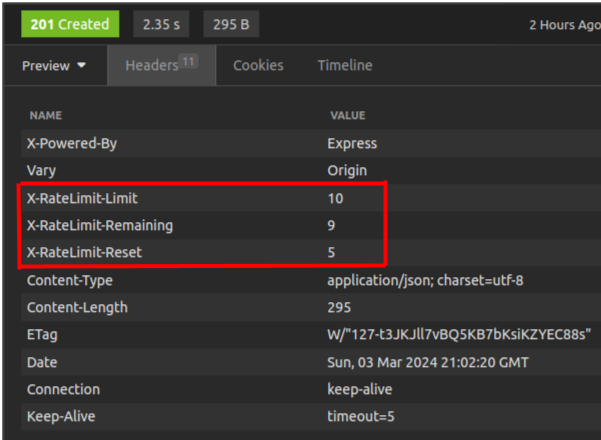 201 Created 2.35 s 295 B 2 Hours Ago
Preview ▼ Headers 11 Cookies Timeline
NAME VALUE
X-Powered-By Express
Vary Origin
X-RateLimit-Limit 10
X-RateLimit-Remaining 9
X-RateLimit-Reset 5
Content-Type application/json; charset=utf-8
Content-Length 295
ETag W/"127-t3JKJll7vBQ5KB7bKsiKZYEC88s"
Date Sun, 03 Mar 2024 21:02:20 GMT
Connection keep-alive
Keep-Alive timeout=5